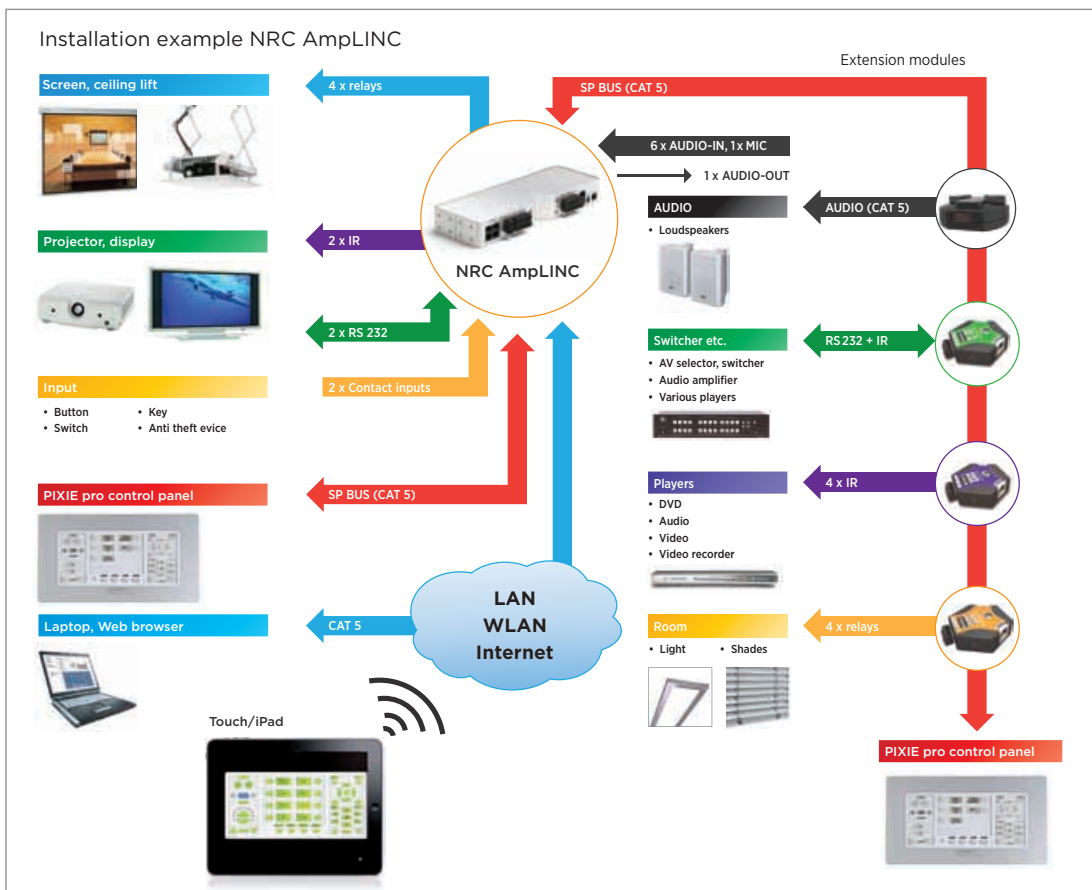 Installation example NRC AmpLINC
Extension modules
Screen, ceiling lift
4 x relays
SP BUS (CAT 5)
6 x AUDIO-IN, 1 x MIC
1 x AUDIO-OUT
NRC AmpLINC
AUDIO
• Loudspeakers
AUDIO (CAT 5)
Projector, display
2 x IR
2 x RS 232
Switcher etc.
• AV selector, switcher
• Audio amplifier
• Various players
RS 232 + IR
Input
• Button
• Switch
• Key
• Anti theft evice
2 x Contact inputs
PIXIE pro control panel
SP BUS (CAT 5)
Players
• DVD
• Audio
• Video
• Video recorder
4 x IR
LAN
WLAN
Internet
Laptop, Web browser
CAT 5
Room
• Light
• Shades
4 x relays
Touch/iPad
PIXIE pro control panel